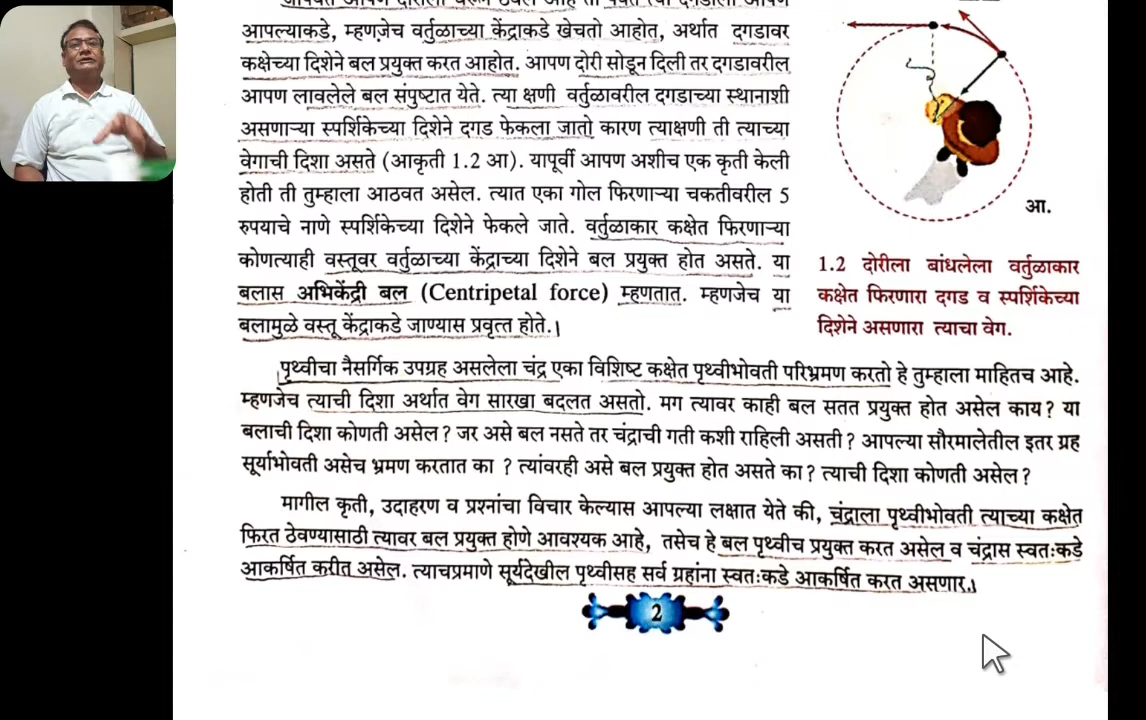 जोपर्यंत आपण दोरीला धरून ठेवले आहे तो पर्यंत त्या दगडाला आपण
आपल्याकडे, म्हणजेच वर्तुळाच्या केंद्राकडे खेचतो आहोत, अर्थात दगडावर
कक्षेच्या दिशेने बल प्रयुक्त करत आहोत. आपण दोरी सोडून दिली तर दगडावरील
आपण लावलेले बल संपुष्टात येते. त्या क्षणी वर्तुळावरील दगडाच्या स्थानाशी
असणाऱ्या स्पर्शिकेच्या दिशेने दगड फेकला जातो कारण त्याक्षणी ती त्याच्या
वेगाची दिशा असते (आकृती 1.2 आ). यापूर्वी आपण अशीच एक कृती केली
होती ती तुम्हाला आठवत असेल. त्यात एका गोल फिरणाऱ्या चकतीवरील 5
रुपयाचे नाणे स्पर्शिकेच्या दिशेने फेकले जाते. वर्तुळाकार कक्षेत फिरणाऱ्या
कोणत्याही वस्तूवर वर्तुळाच्या केंद्राच्या दिशेने बल प्रयुक्त होत असते. या
बलास अभिकेंद्री बल (Centripetal force) म्हणतात. म्हणजेच या
बलामुळे वस्तू केंद्राकडे जाण्यास प्रवृत्त होते.
आ.
1.2 दोरीला बांधलेला वर्तुळाकार
कक्षेत फिरणारा दगड व स्पर्शिकेच्या
दिशेने असणारा त्याचा वेग.
पृथ्वीचा नैसर्गिक उपग्रह असलेला चंद्र एका विशिष्ट कक्षेत पृथ्वीभोवती परिभ्रमण करतो हे तुम्हाला माहितच आहे.
म्हणजेच त्याची दिशा अर्थात वेग सारखा बदलत असतो. मग त्यावर काही बल सतत प्रयुक्त होत असेल काय? या
बलाची दिशा कोणती असेल? जर असे बल नसते तर चंद्राची गती कशी राहिली असती? आपल्या सौरमालेतील इतर ग्रह
सूर्याभोवती असेच भ्रमण करतात का ? त्यांवरही असे बल प्रयुक्त होत असते का? त्याची दिशा कोणती असेल?
मागील कृती, उदाहरण व प्रश्नांचा विचार केल्यास आपल्या लक्षात येते की, चंद्राला पृथ्वीभोवती त्याच्या कक्षेत
फिरत ठेवण्यासाठी त्यावर बल प्रयुक्त होणे आवश्यक आहे, तसेच हे बल पृथ्वीच प्रयुक्त करत असेल व चंद्रास स्वतःकडे
आकर्षित करीत असेल. त्याचप्रमाणे सूर्यदेखील पृथ्वीसह सर्व ग्रहांना स्वतःकडे आकर्षित करत असणार.
2